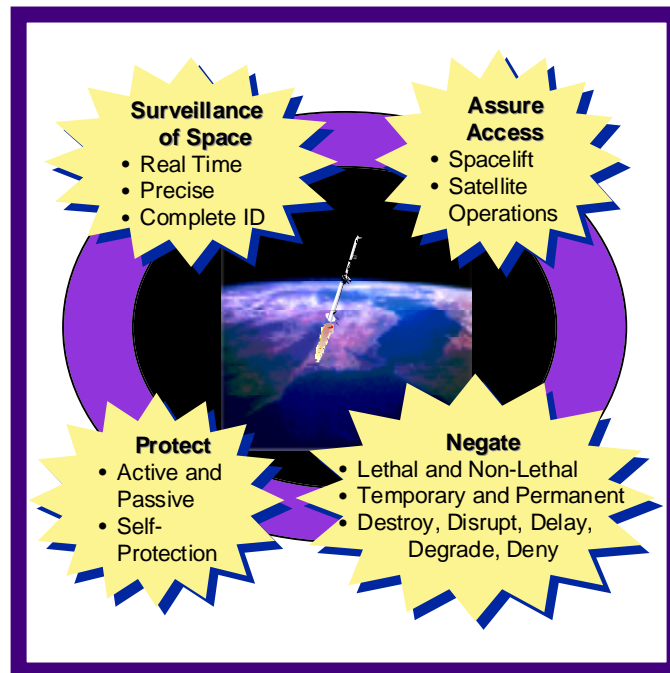 Surveillance
of Space
• Real Time
• Precise
• Complete ID
Assure
Access
• Spacelift
• Satellite
Operations
Protect
• Active and
Passive
• Self-
Protection
Negate
• Lethal and Non-Lethal
• Temporary and Permanent
• Destroy, Disrupt, Delay,
Degrade, Deny